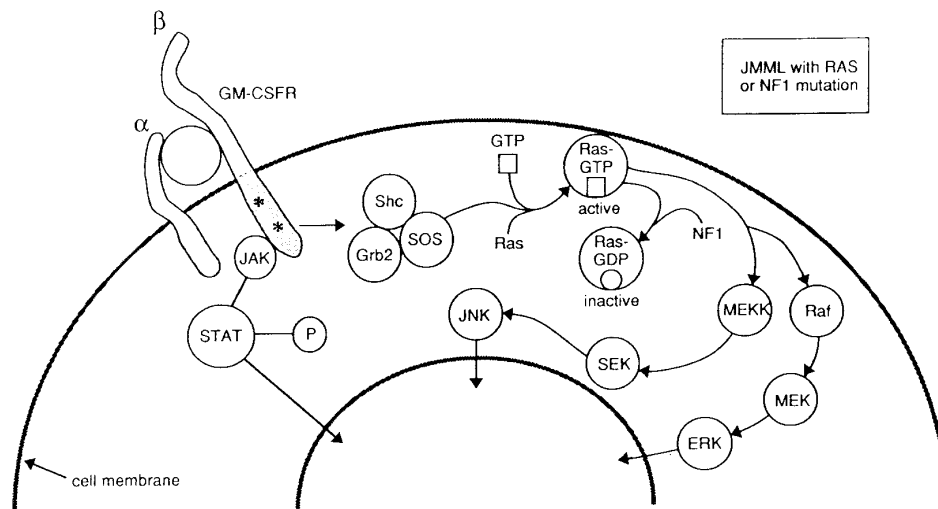 β
GM-CSFR
α
JMML with RAS
or NF1 mutation
GTP
Ras-
GTP
active
Shc
SOS
Grb2
Ras
NF1
Ras-
GDP
inactive
JAK
* *
STAT
P
JNK
MEKK
Raf
SEK
MEK
ERK
cell membrane